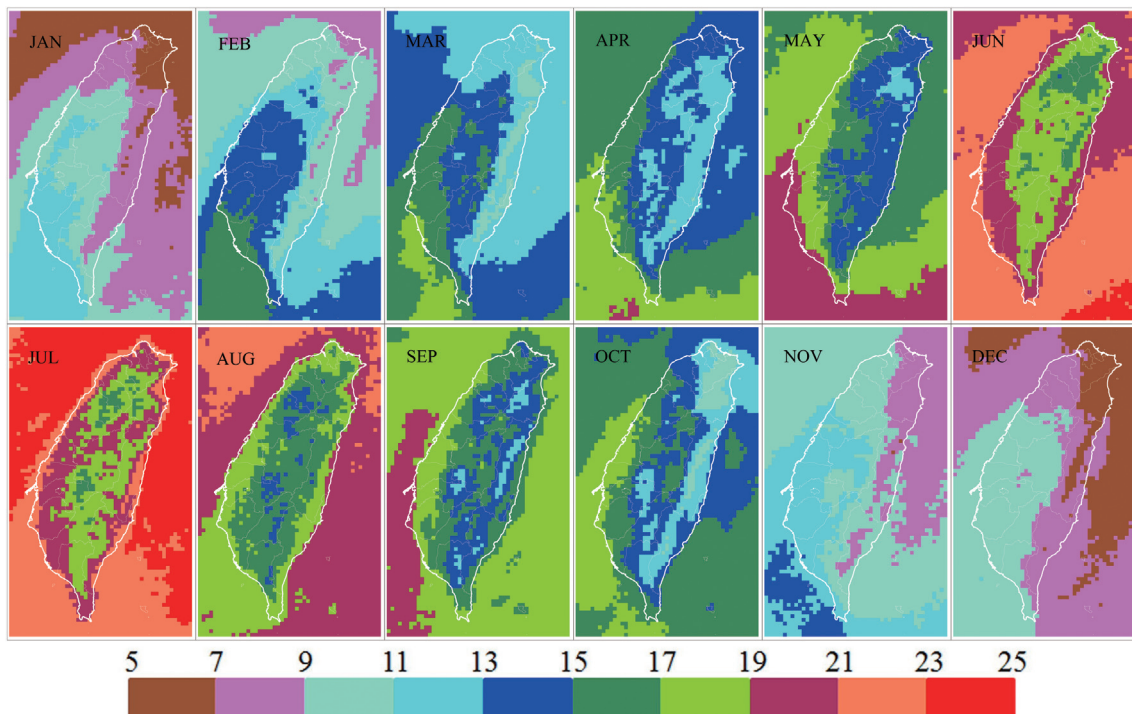 JAN FEB MAR APR MAY JUN
JUL AUG SEP OCT NOV DEC
5 7 9 11 13 15 17 19 21 23 25